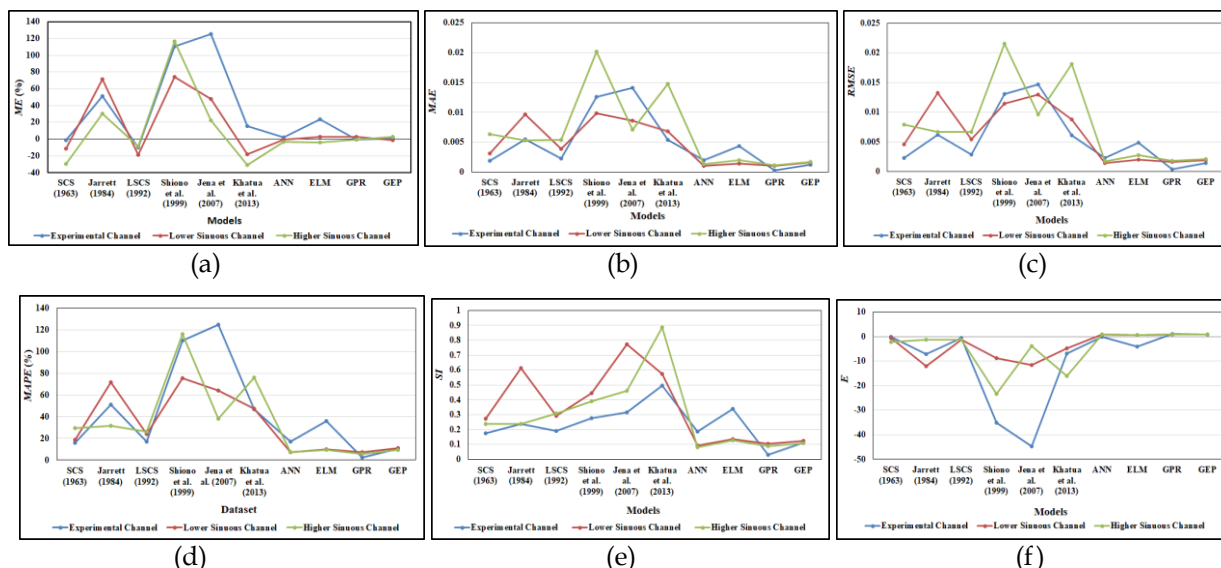 ME (%)
140
120
100
80
60
40
20
0
-20
-40
SCS (1963)
Jarrett (1984)
LSCS (1992)
Shiono et al. (1999)
Jena et al. (2007)
Khatua et al. (2013)
ANN
ELM
GPR
GEP
Models
Experimental Channel
Lower Sinuous Channel
Higher Sinuous Channel
(a)
MAE
0.025
0.02
0.015
0.01
0.005
0
SCS (1963)
Jarrett (1984)
LSCS (1992)
Shiono et al. (1999)
Jena et al. (2007)
Khatua et al. (2013)
ANN
ELM
GPR
GEP
Models
Experimental Channel
Lower Sinuous Channel
Higher Sinuous Channel
(b)
RMSE
0.025
0.02
0.015
0.01
0.005
0
SCS (1963)
Jarrett (1984)
LSCS (1992)
Shiono et al. (1999)
Jena et al. (2007)
Khatua et al. (2013)
ANN
ELM
GPR
GEP
Models
Experimental Channel
Lower Sinuous Channel
Higher Sinuous Channel
(c)
MAPE (%)
140
120
100
80
60
40
20
0
SCS (1963)
Jarrett (1984)
LSCS (1992)
Shiono et al. (1999)
Jena et al. (2007)
Khatua et al. (2013)
ANN
ELM
GPR
GEP
Dataset
Experimental Channel
Lower Sinuous Channel
Higher Sinuous Channel
(d)
SI
1
0.9
0.8
0.7
0.6
0.5
0.4
0.3
0.2
0.1
0
SCS (1963)
Jarrett (1984)
LSCS (1992)
Shiono et al. (1999)
Jena et al. (2007)
Khatua et al. (2013)
ANN
ELM
GPR
GEP
Models
Experimental Channel
Lower Sinuous Channel
Higher Sinuous Channel
(e)
E
10
0
-10
-20
-30
-40
-50
SCS (1963)
Jarrett (1984)
LSCS (1992)
Shiono et al. (1999)
Jena et al. (2007)
Khatua et al. (2013)
ANN
ELM
GPR
GEP
Models
Experimental Channel
Lower Sinuous Channel
Higher Sinuous Channel
(f)